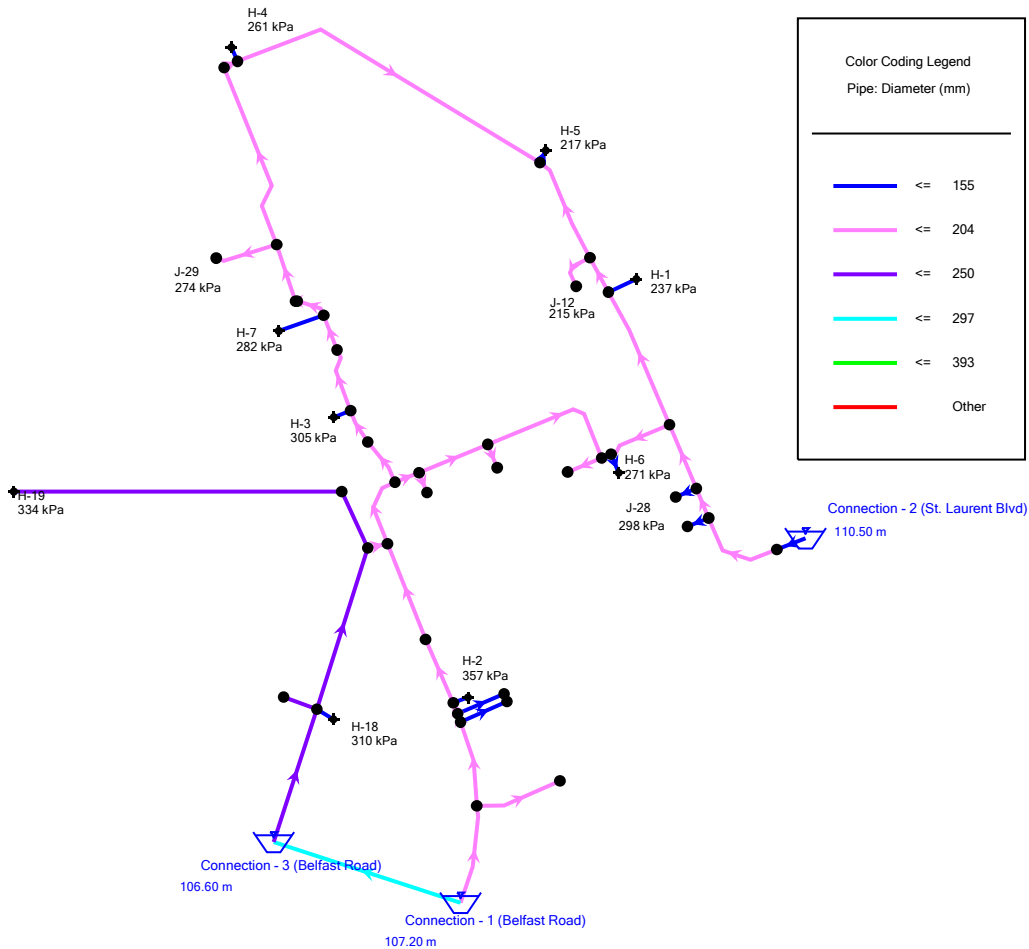 H-4
261 kPa
Color Coding Legend
Pipe: Diameter (mm)
<= 155
<= 204
<= 250
<= 297
<= 393
Other
H-5
217 kPa
J-29
274 kPa
H-1
237 kPa
J-12
215 kPa
H-7
282 kPa
H-3
305 kPa
H-6
271 kPa
H-19
334 kPa
J-28
298 kPa
Connection - 2 (St. Laurent Blvd)
110.50 m
H-2
357 kPa
H-18
310 kPa
Connection - 3 (Belfast Road)
106.60 m
Connection - 1 (Belfast Road)
107.20 m